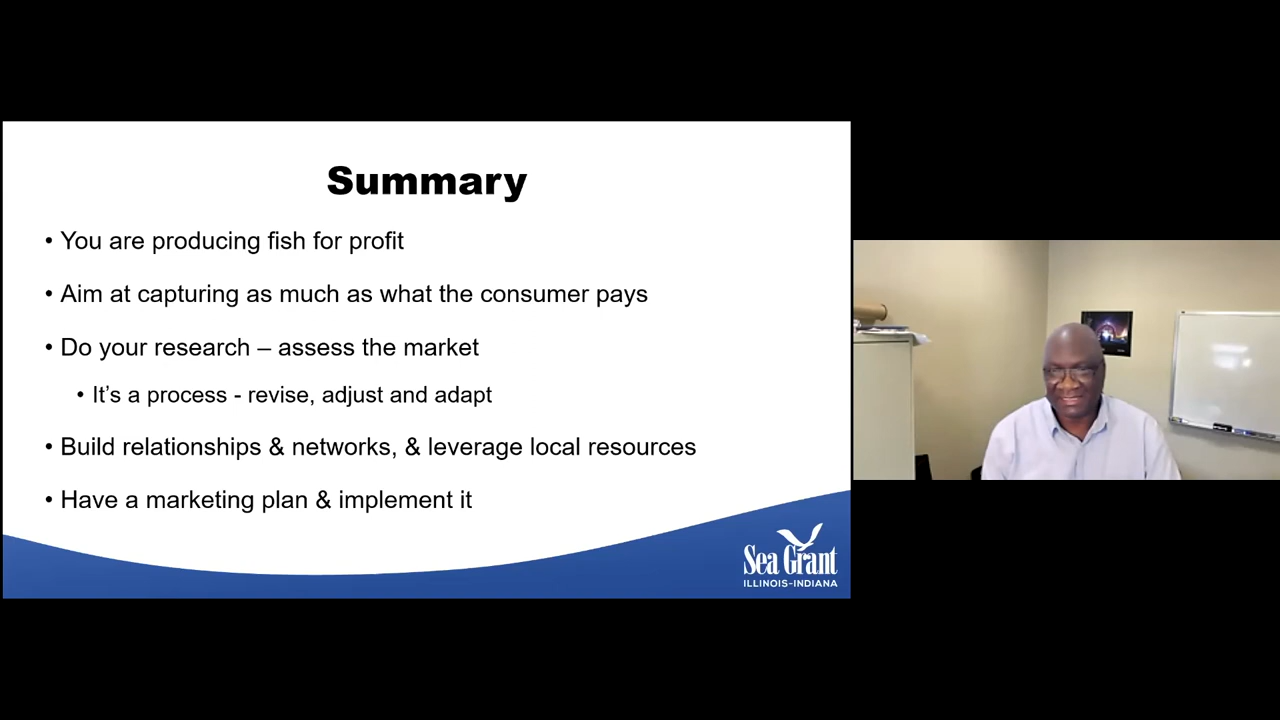 Summary
• You are producing fish for profit
• Aim at capturing as much as what the consumer pays
• Do your research – assess the market
• It’s a process - revise, adjust and adapt
• Build relationships & networks, & leverage local resources
• Have a marketing plan & implement it
Sea Grant
ILLINOIS-INDIANA